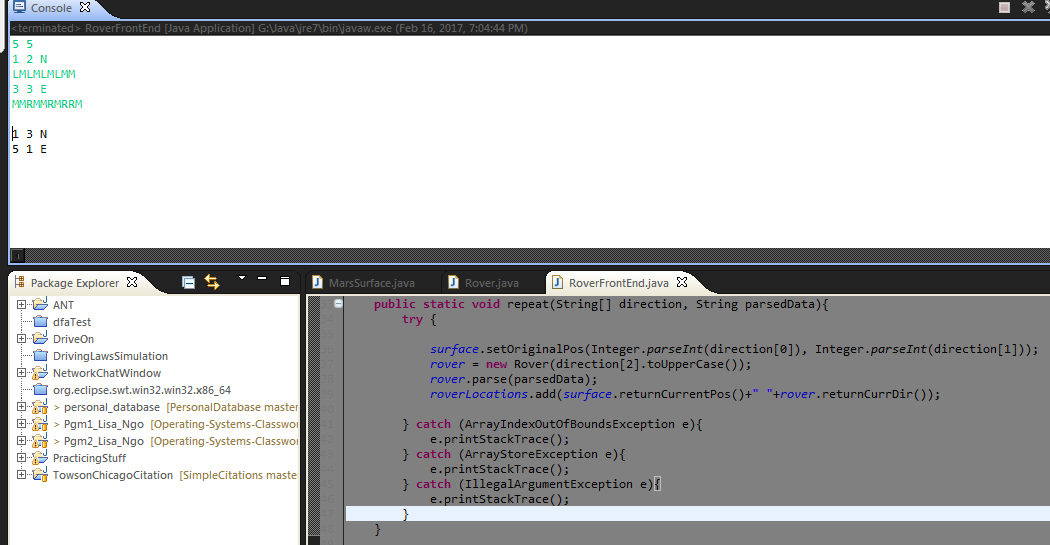 Console
<terminated> RoverFrontEnd [Java Application] G:\Java\jre7\bin\javaw.exe (Feb 16, 2017, 7:04:44 PM)
5 5
1 2 N
LMLMLMLMM
3 3 E
MMRMMRMRRM
1 3 N
5 1 E
Package Explorer
ANT
dfaTest
DriveOn
DrivingLawsSimulation
NetworkChatWindow
org.eclipse.swt.win32.win32.x86_64
> personal_database [PersonalDatabase master
> Pgm1_Lisa_Ngo [Operating-Systems-Classwor
> Pgm2_Lisa_Ngo [Operating-Systems-Classwor
PracticingStuff
TowsonChicagoCitation [SimpleCitations maste
MarsSurface.java
Rover.java
RoverFrontEnd.java
public static void repeat(String[] direction, String parsedData){
try {
surface.setOriginalPos(Integer.parseInt(direction[0]), Integer.parseInt(direction[1]));
rover = new Rover(direction[2].toUpperCase());
rover.parse(parsedData);
roverLocations.add(surface.returnCurrentPos()+" "+rover.returnCurrDir());
} catch (ArrayIndexOutOfBoundsException e){
e.printStackTrace();
} catch (ArrayStoreException e){
e.printStackTrace();
} catch (IllegalArgumentException e){
e.printStackTrace();
}
}